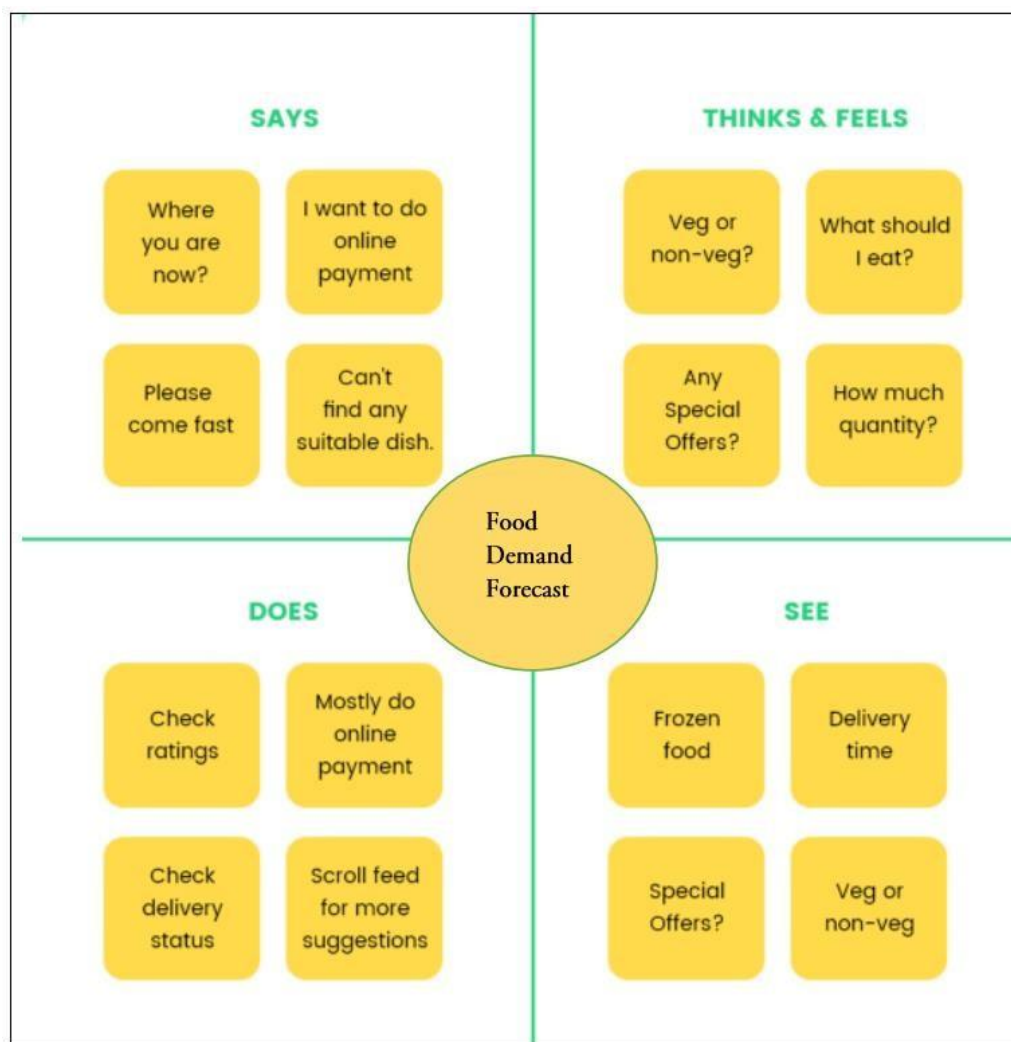 SAYS
Where
you are
now?
I want to do
online
payment
Please
come fast
Can't
find any
suitable dish.
THINKS & FEELS
Veg or
non-veg?
What should
I eat?
Any
Special
Offers?
How much
quantity?
Food
Demand
Forecast
DOES
Check
ratings
Mostly do
online
payment
Check
delivery
status
Scroll feed
for more
suggestions
SEE
Frozen
food
Delivery
time
Special
Offers?
Veg or
non-veg